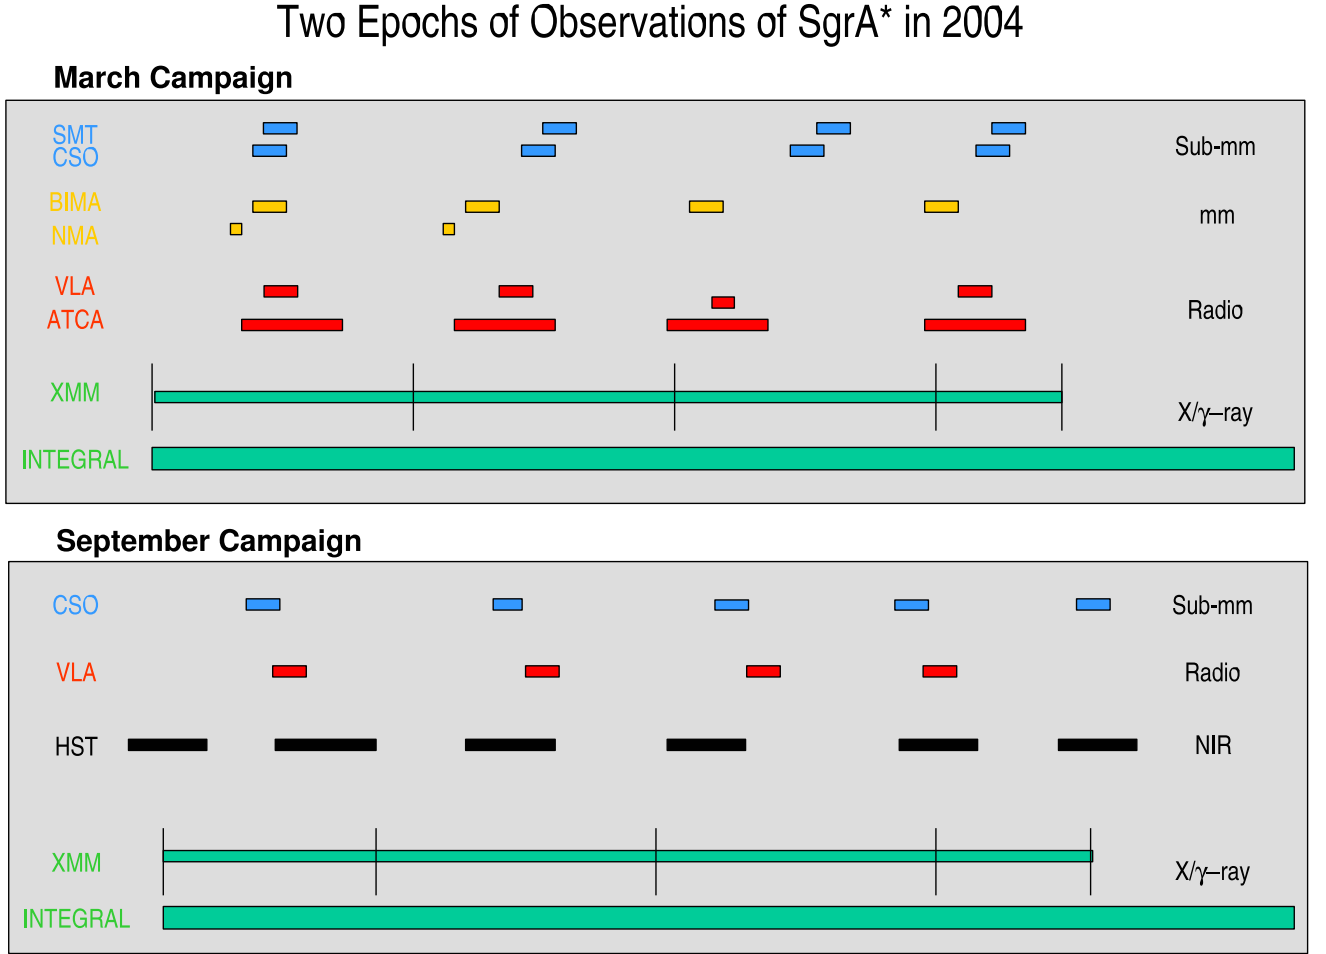 Two Epochs of Observations of SgrA* in 2004
March Campaign
SMT
CSO
Sub-mm
BIMA
NMA
mm
VLA
ATCA
Radio
XMM
X/γ-ray
INTEGRAL
September Campaign
CSO
Sub-mm
VLA
Radio
HST
NIR
XMM
X/γ-ray
INTEGRAL